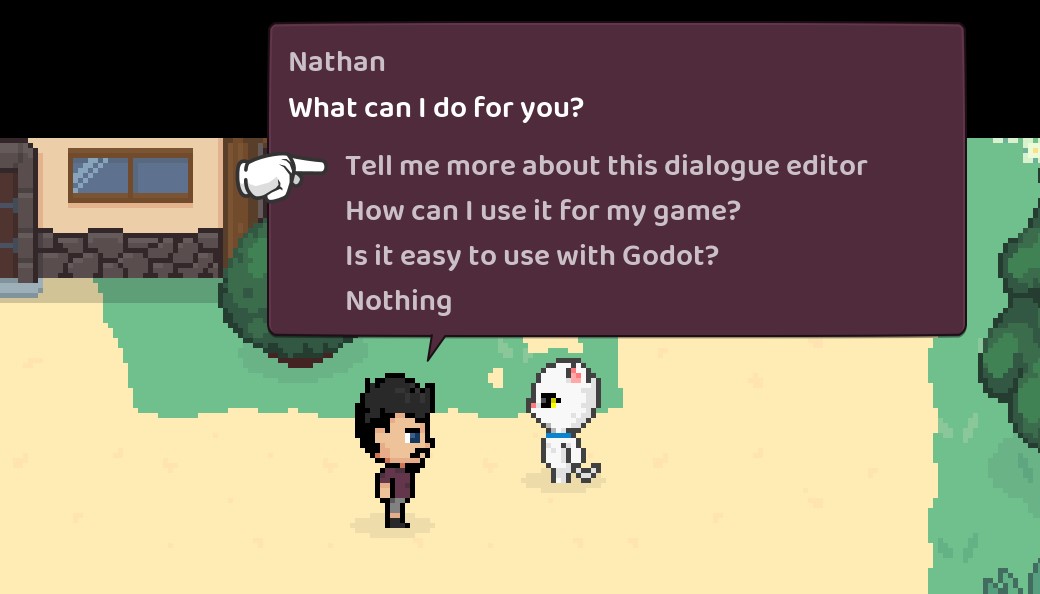 Nathan
What can I do for you?
Tell me more about this dialogue editor
How can I use it for my game?
Is it easy to use with Godot?
Nothing